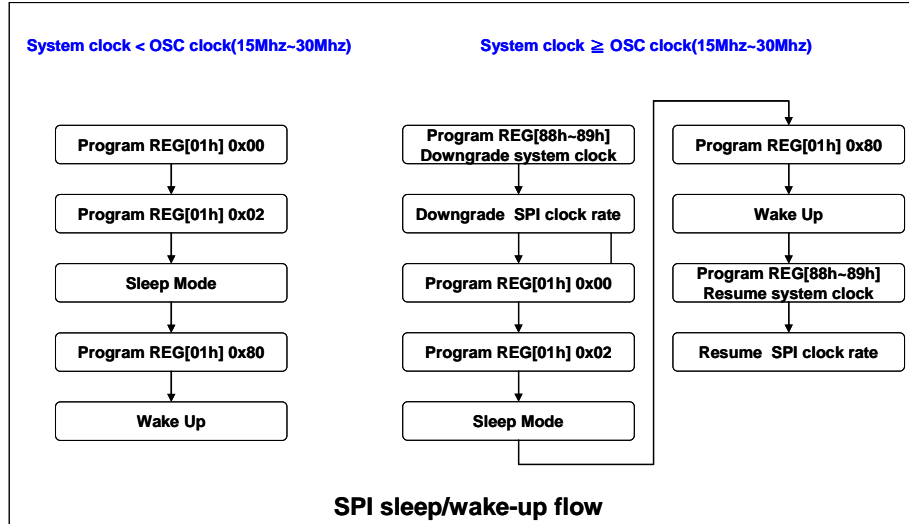 System clock < OSC clock(15Mhz~30Mhz)
Program REG[01h] 0x00
Program REG[01h] 0x02
Sleep Mode
Program REG[01h] 0x80
Wake Up
System clock ≧ OSC clock(15Mhz~30Mhz)
Program REG[88h~89h]
Downgrade system clock
Downgrade SPI clock rate
Program REG[01h] 0x00
Program REG[01h] 0x02
Sleep Mode
Program REG[01h] 0x80
Wake Up
Program REG[88h~89h]
Resume system clock
Resume SPI clock rate
SPI sleep/wake-up flow